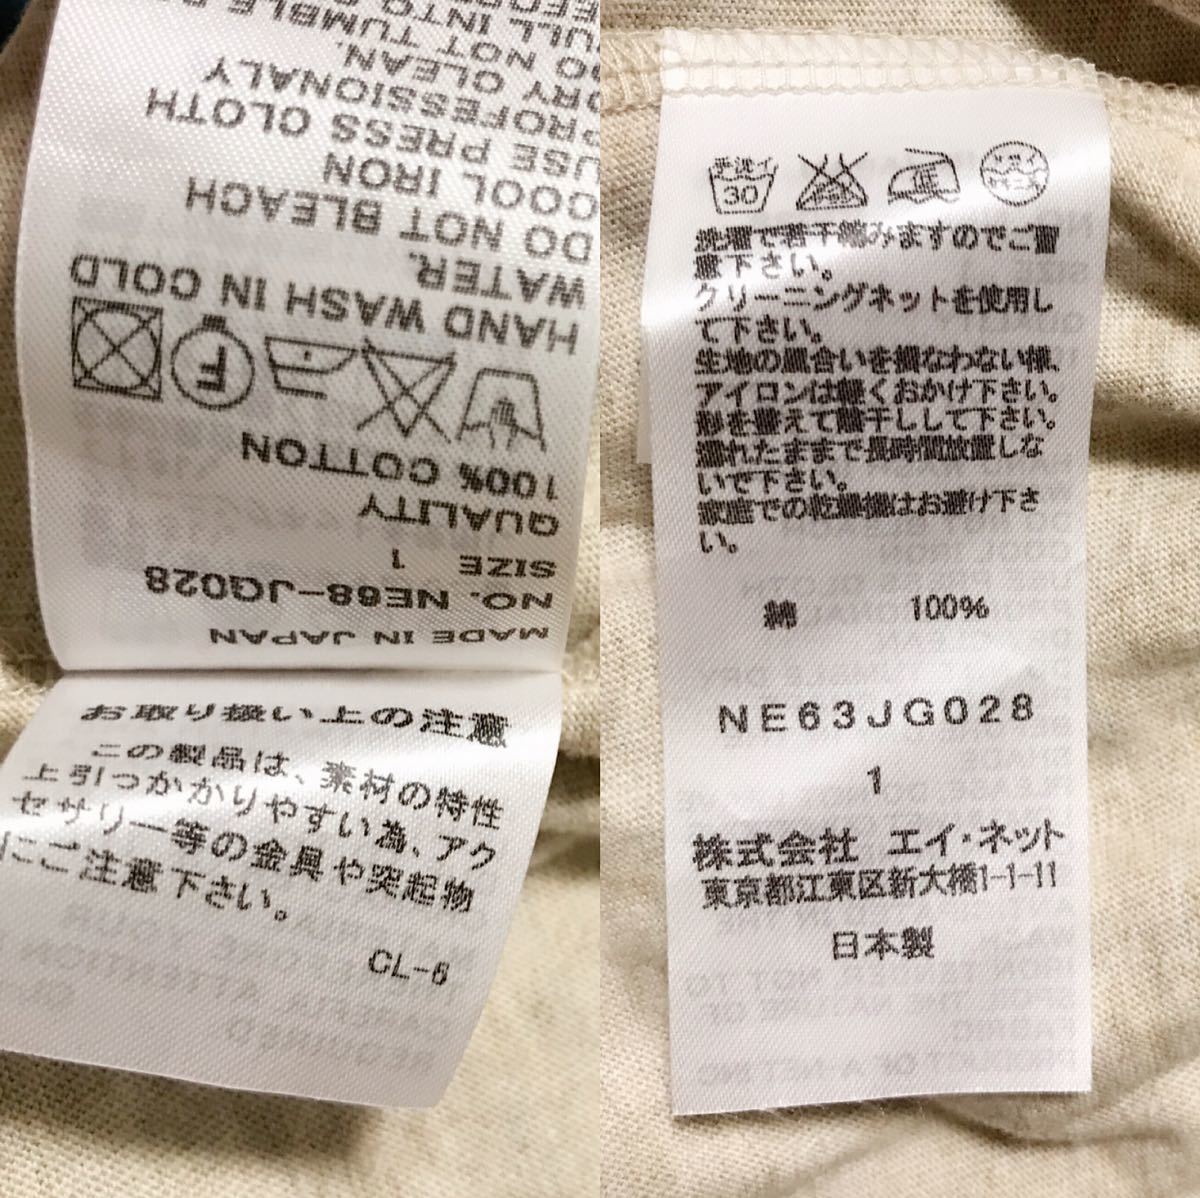 MADE IN JAPAN
NO. NE68-JG028
SIZE 1
QUALITY
100% COTTON
F
HAND WASH IN COLD
WATER.
DO NOT BLEACH
COOL IRON
USE PRESS CLOTH
PROFESSIONALY
DRY CLEAN.
DO NOT TUMBLE
お取り扱い上の注意
この製品は、素材の特性
上引っかかりやすい為、アク
セサリー等の金具や突起物
にご注意下さい。
CL-6
手洗イ
30
ドライ
洗濯で若干縮みますのでご留
意下さい。
クリーニングネットを使用し
て下さい。
生地の風合いを損なわない様、
アイロンは軽くおかけ下さい。
形を整えて陰干しして下さい。
濡れたままで長時間放置しな
いで下さい。
家庭での乾燥機はお避け下さ
い。
綿 100%
NE63JG028
1
株式会社 エイ・ネット
東京都江東区新大橋1-1-11
日本製